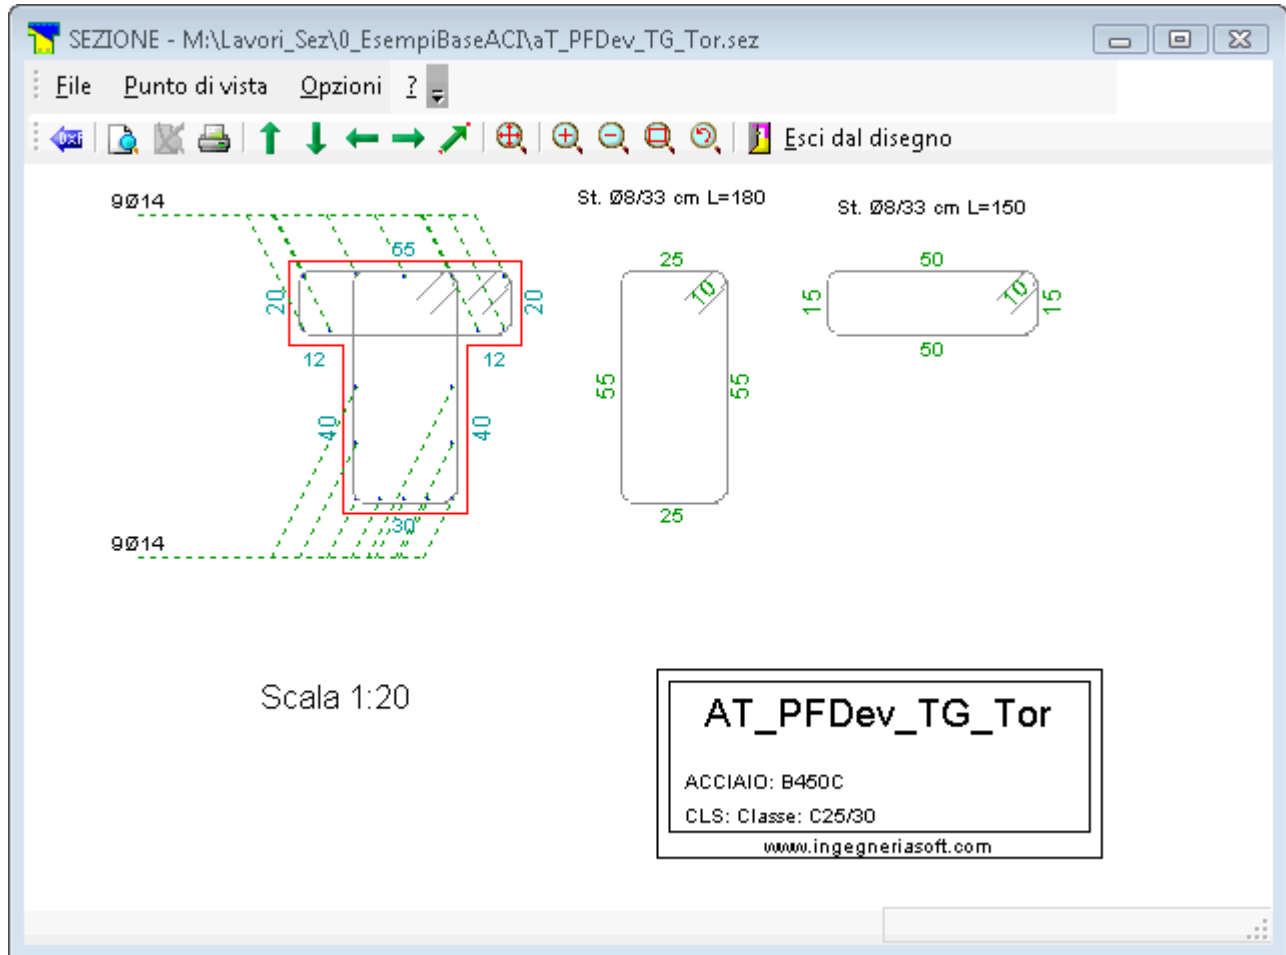 SEZIONE - M:\Lavori_Sez\0_EsempiBaseACI\aT_PFDev_TG_Tor.sez
File Punto di vista Opzioni ?
Dxf Esci dal disegno
9Ø14
St. Ø8/33 cm L=180
St. Ø8/33 cm L=150
55
20
20
12
12
40
40
30
9Ø14
25
10
55
55
25
50
10
15
15
50
Scala 1:20
AT_PFDev_TG_Tor
ACCIAIO: B450C
CLS: Classe: C25/30
www.ingegneriasoft.com